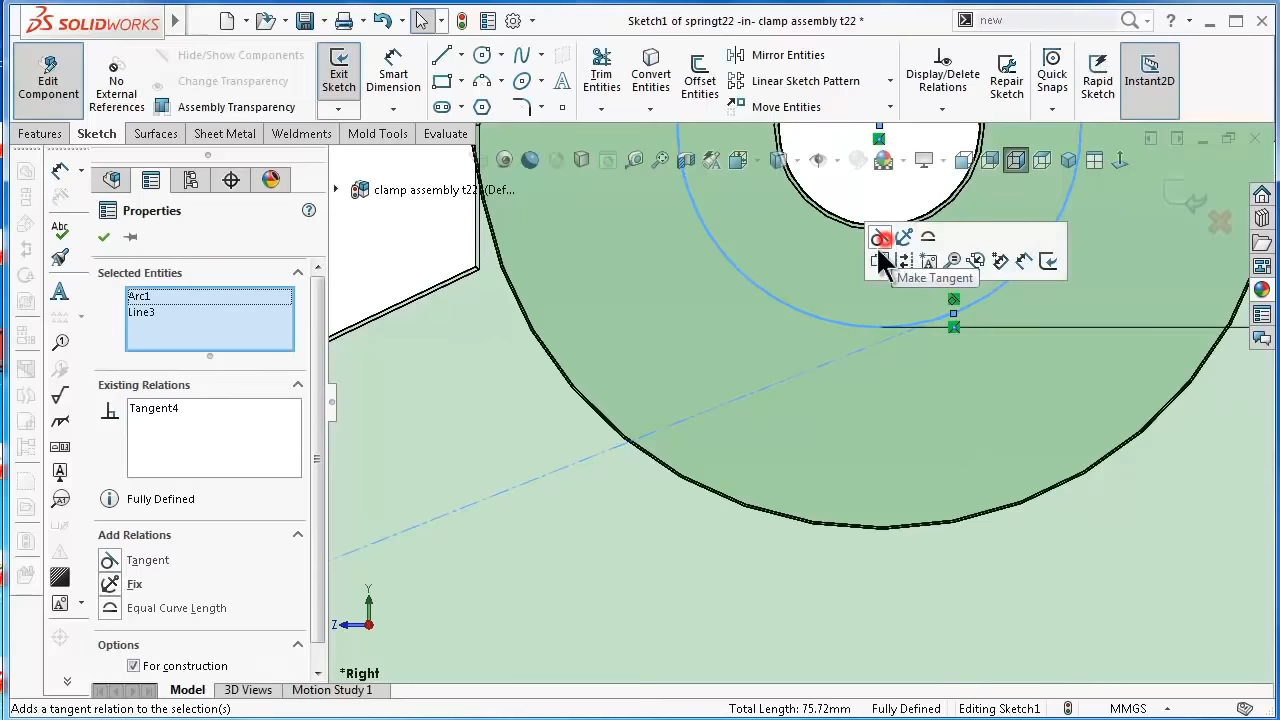 SOLIDWORKS
Sketch1 of springt22 -in- clamp assembly t22 *
new
Edit Component
No External References
Hide/Show Components
Change Transparency
Assembly Transparency
Exit Sketch
Smart Dimension
Trim Entities
Convert Entities
Offset Entities
Mirror Entities
Linear Sketch Pattern
Move Entities
Display/Delete Relations
Repair Sketch
Quick Snaps
Rapid Sketch
Instant2D
Features
Sketch
Surfaces
Sheet Metal
Weldments
Mold Tools
Evaluate
clamp assembly t22 (Def...
Properties
Selected Entities
Arc1
Line3
Existing Relations
Tangent4
Fully Defined
Add Relations
Tangent
Fix
Equal Curve Length
Options
For construction
Make Tangent
Y
Z
*Right
Model
3D Views
Motion Study 1
Adds a tangent relation to the selection(s)
Total Length: 75.72mm
Fully Defined
Editing Sketch1
MMGS